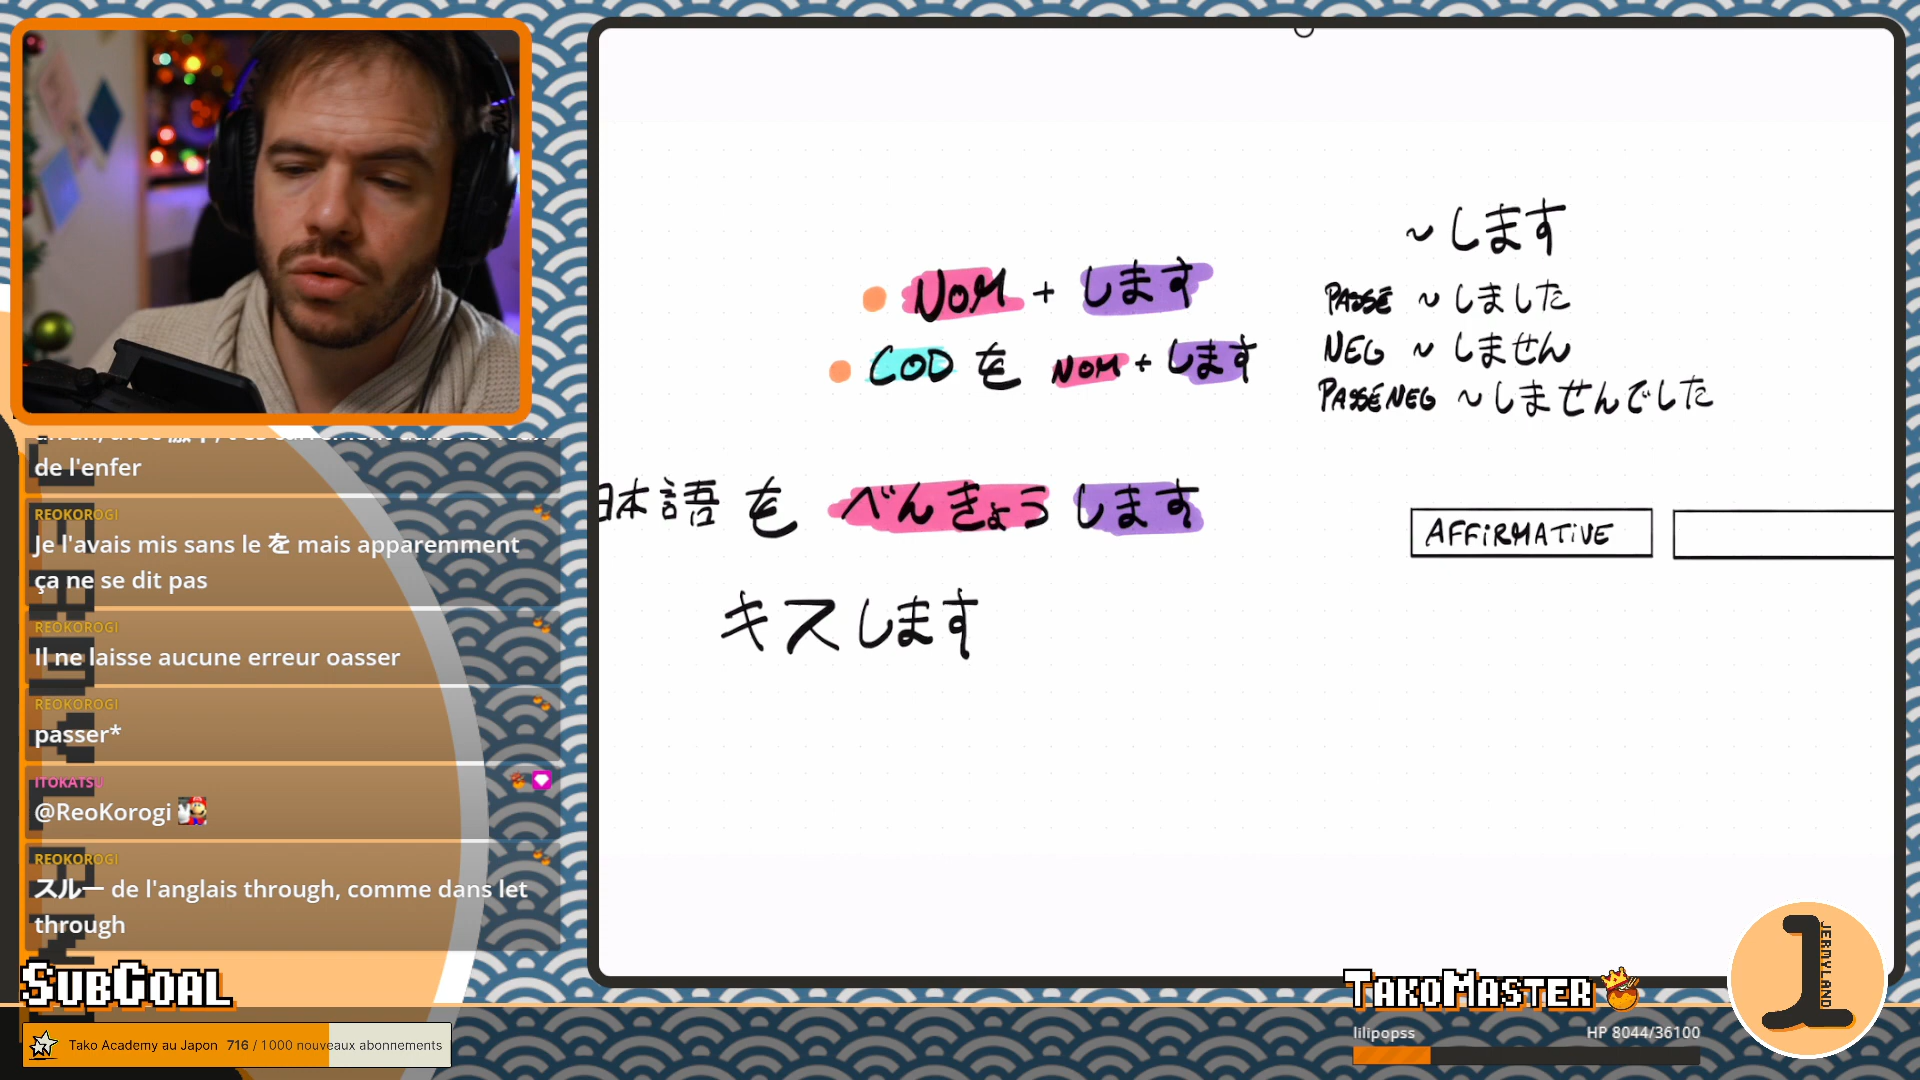 NOM + します
COD を NOM + します
日本語 を べんきょう します
キスします
~ します
PASSÉ ~ しました
NEG ~ しません
PASSÉ NEG ~ しませんでした
AFFIRMATIVE
de l'enfer
REOKOROGI
Je l'avais mis sans le を mais apparemment
ça ne se dit pas
REOKOROGI
Il ne laisse aucune erreur oasser
REOKOROGI
passer*
ITOKATSU
@ReoKorogi
REOKOROGI
スルー de l'anglais through, comme dans let
through
SUBGOAL
Tako Academy au Japon 716 / 1000 nouveaux abonnements
TAKOMASTER
lilipopss HP 8044/36100
JERMYLAND